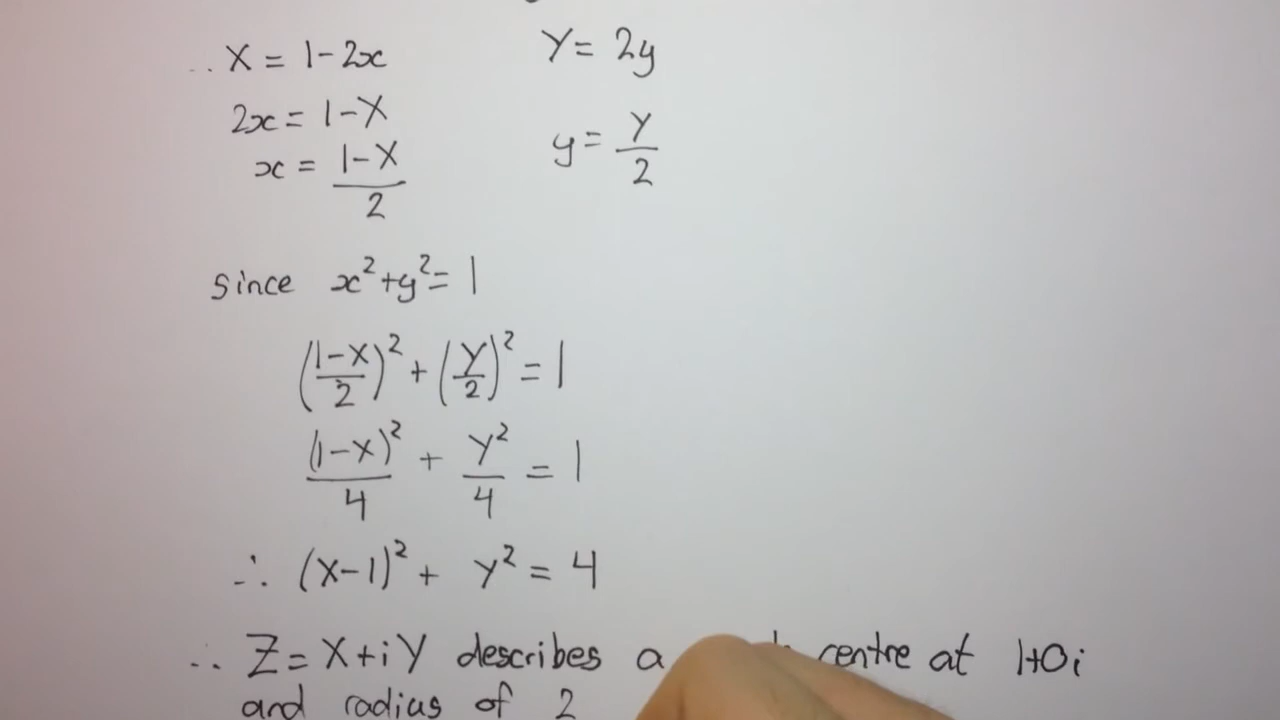 ∴ X = 1 - 2x Y = 2y
2x = 1 - X
x = (1 - X)/2 y = Y/2
since x² + y² = 1
((1-X)/2)² + (Y/2)² = 1
(1-X)²/4 + Y²/4 = 1
∴ (X-1)² + Y² = 4
∴ Z = X + iY describes a centre at 1+0i
and radius of 2